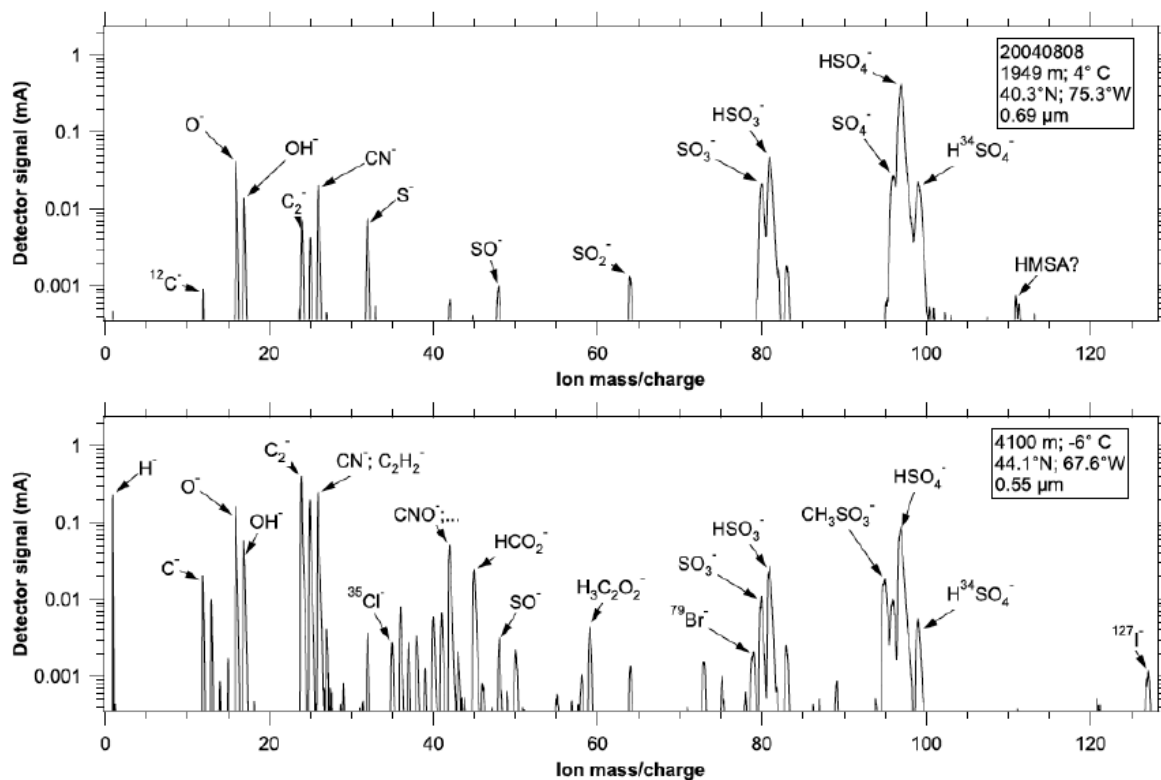 Detector signal (mA)
1
0.1
0.01
0.001
20040808
1949 m; 4° C
40.3°N; 75.3°W
0.69 µm
¹²C⁻
O⁻
OH⁻
C₂⁻
CN⁻
S⁻
SO⁻
SO₂⁻
SO₃⁻
HSO₃⁻
SO₄⁻
HSO₄⁻
H³⁴SO₄⁻
HMSA?
0 20 40 60 80 100 120
Ion mass/charge
Detector signal (mA)
1
0.1
0.01
0.001
4100 m; -6° C
44.1°N; 67.6°W
0.55 µm
H⁻
C⁻
O⁻
OH⁻
C₂⁻
CN⁻; C₂H₂⁻
³⁵Cl⁻
CNO⁻;...
HCO₂⁻
SO⁻
H₃C₂O₂⁻
⁷⁹Br⁻
SO₃⁻
HSO₃⁻
CH₃SO₃⁻
HSO₄⁻
H³⁴SO₄⁻
¹²⁷I⁻
0 20 40 60 80 100 120
Ion mass/charge